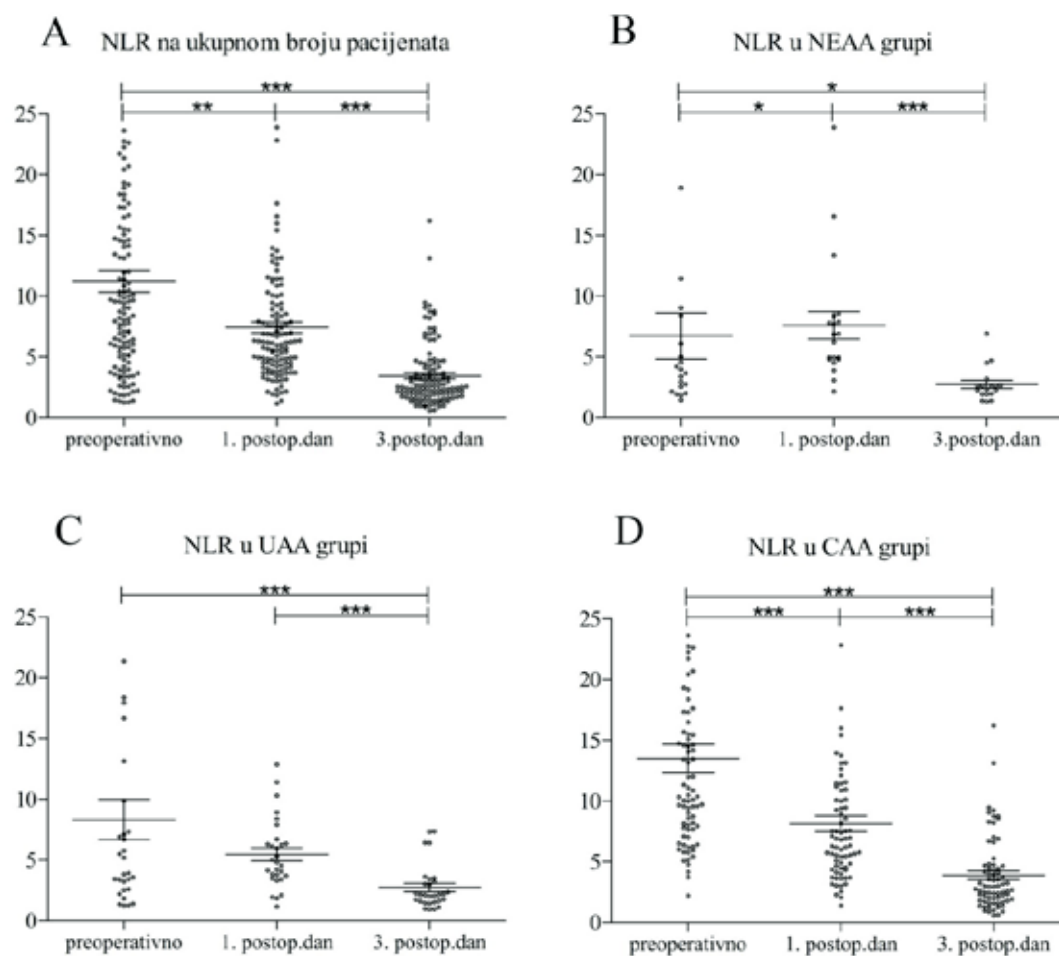 A
NLR na ukupnom broju pacijenata
***
** ***
25
20
15
10
5
0
preoperativno 1. postop.dan 3.postop.dan
B
NLR u NEAA grupi
*
* ***
25
20
15
10
5
0
preoperativno 1. postop.dan 3.postop.dan
C
NLR u UAA grupi
***
***
25
20
15
10
5
0
preoperativno 1. postop.dan 3. postop.dan
D
NLR u CAA grupi
***
*** ***
25
20
15
10
5
0
preoperativno 1. postop.dan 3. postop.dan